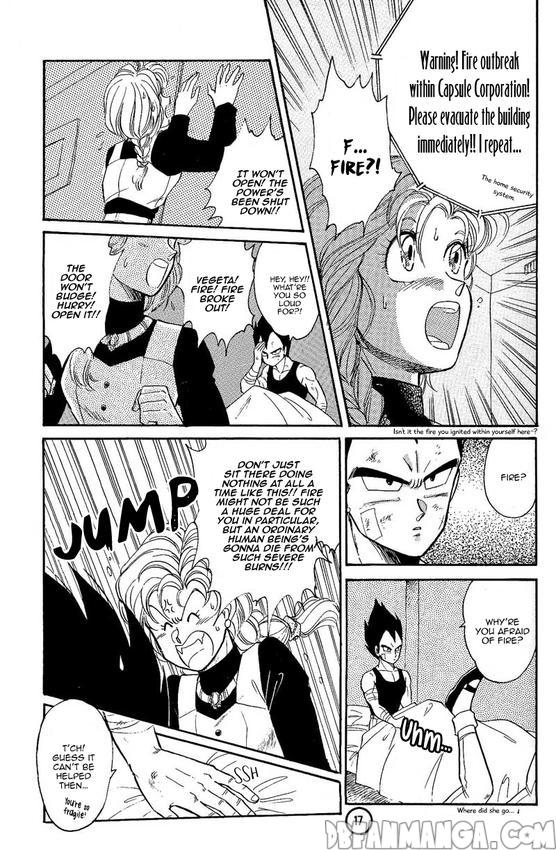 Warning! Fire outbreak
within Capsule Corporation!
Please evacuate the building
immediately!! I repeat...
The home security
system.
F...
FIRE?!
IT WON'T
OPEN! THE
POWER'S
BEEN SHUT
DOWN!!
HEY, HEY!!
WHAT'RE
YOU SO
LOUD
FOR?!
VEGETA!
FIRE! FIRE
BROKE
OUT!
THE
DOOR
WON'T
BUDGE!
HURRY!
OPEN IT!!
Isn't it the fire you ignited within yourself here~?
FIRE?
WHY'RE
YOU AFRAID
OF FIRE?
Uhm...
Where did she go... ↓
DON'T JUST
SIT THERE DOING
NOTHING AT ALL A
TIME LIKE THIS!! FIRE
MIGHT NOT BE SUCH
A HUGE DEAL FOR
YOU IN PARTICULAR,
BUT AN ORDINARY
HUMAN BEING'S
GONNA DIE FROM
SUCH SEVERE
BURNS!!!
JUMP
T'CH!
GUESS IT
CAN'T BE
HELPED
THEN...
You're so
fragile!
SSH
17
DBFANMANGA.COM